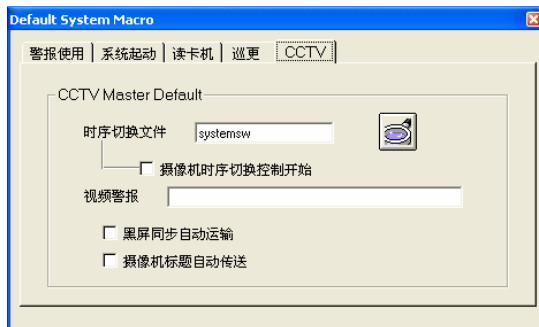 Default System Macro
警报使用 系统起动 读卡机 巡更 CCTV
CCTV Master Default
时序切换文件 systemsw
摄像机时序切换控制开始
视频警报
黑屏同步自动运输
摄像机标题自动传送